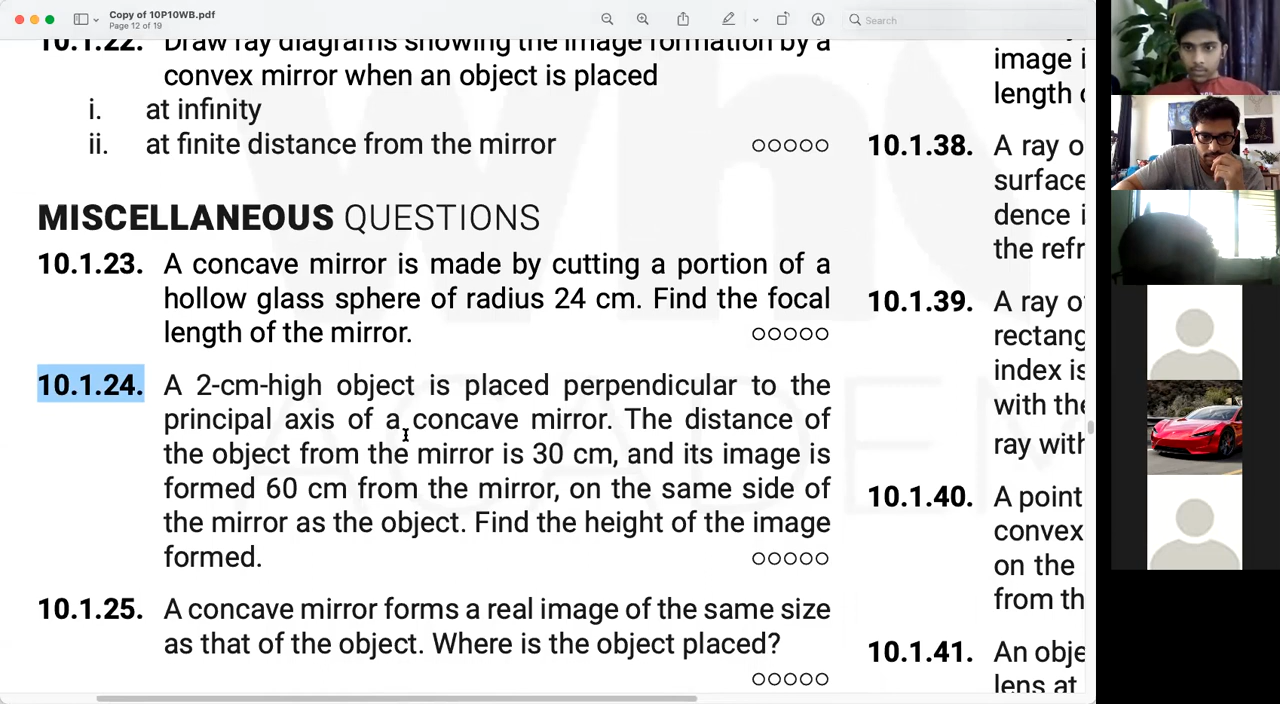 Copy of 10P10WB.pdf
Page 12 of 19
Search
10.1.22. Draw ray diagrams showing the image formation by a
convex mirror when an object is placed
i. at infinity
ii. at finite distance from the mirror
MISCELLANEOUS QUESTIONS
10.1.23. A concave mirror is made by cutting a portion of a
hollow glass sphere of radius 24 cm. Find the focal
length of the mirror.
10.1.24. A 2-cm-high object is placed perpendicular to the
principal axis of a concave mirror. The distance of
the object from the mirror is 30 cm, and its image is
formed 60 cm from the mirror, on the same side of
the mirror as the object. Find the height of the image
formed.
10.1.25. A concave mirror forms a real image of the same size
as that of the object. Where is the object placed?
image i
length
10.1.38. A ray o
surface
dence i
the refr
10.1.39. A ray o
rectang
index is
with the
ray with
10.1.40. A point
convex
on the
from th
10.1.41. An obje
lens at
Wh
ACADEM